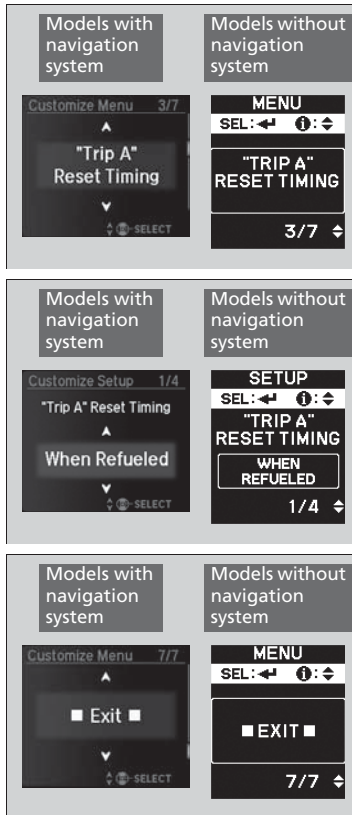 Models with
navigation
system
Models without
navigation
system
Customize Menu 3/7
"Trip A"
Reset Timing
-SELECT
MENU
SEL: i:
"TRIP A"
RESET TIMING
3/7
Models with
navigation
system
Models without
navigation
system
Customize Setup 1/4
"Trip A" Reset Timing
When Refueled
-SELECT
SETUP
SEL: i:
"TRIP A"
RESET TIMING
WHEN
REFUELED
1/4
Models with
navigation
system
Models without
navigation
system
Customize Menu 7/7
■ Exit ■
-SELECT
MENU
SEL: i:
■ EXIT ■
7/7